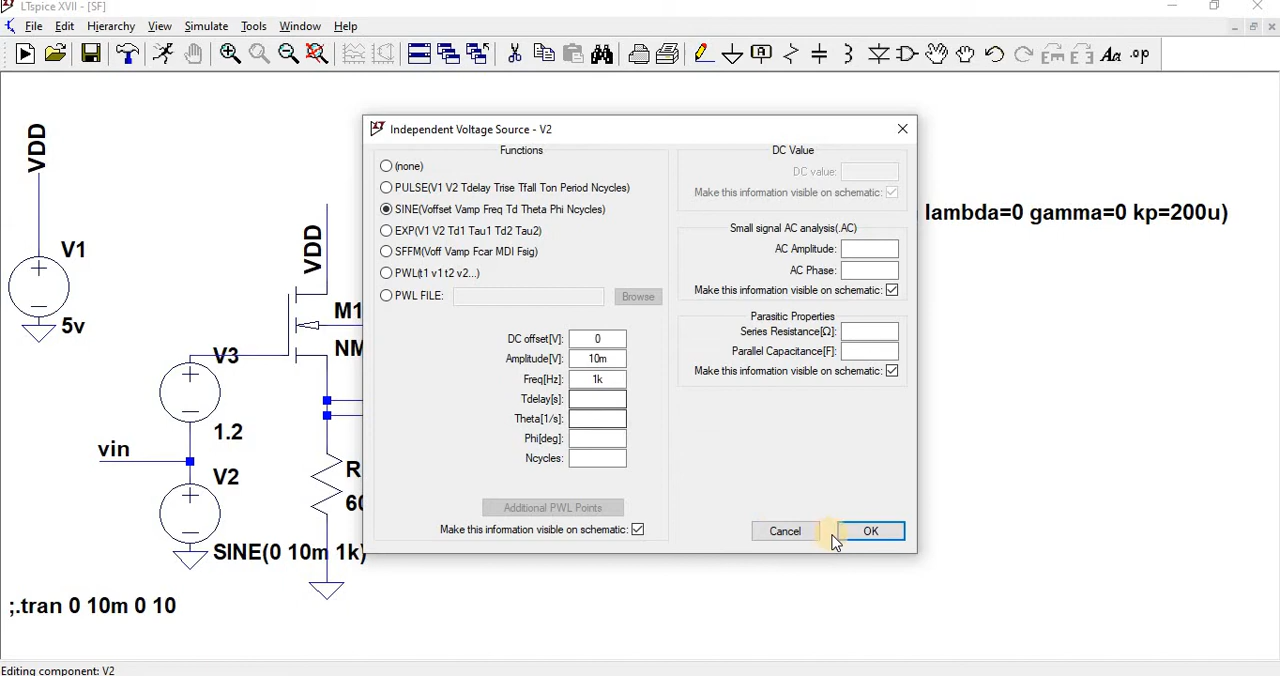 LTspice XVII - [SF]
File Edit Hierarchy View Simulate Tools Window Help
VDD
V1
5v
VDD
M1
NM
V3
1.2
vin
V2
SINE(0 10m 1k)
R
60
;.tran 0 10m 0 10
lambda=0 gamma=0 kp=200u)
Independent Voltage Source - V2
Functions
(none)
PULSE(V1 V2 Tdelay Trise Tfall Ton Period Ncycles)
SINE(Voffset Vamp Freq Td Theta Phi Ncycles)
EXP(V1 V2 Td1 Tau1 Td2 Tau2)
SFFM(Voff Vamp Fcar MDI Fsig)
PWL(t1 v1 t2 v2...)
PWL FILE: Browse
DC offset[V]: 0
Amplitude[V]: 10m
Freq[Hz]: 1k
Tdelay[s]:
Theta[1/s]:
Phi[deg]:
Ncycles:
Additional PWL Points
Make this information visible on schematic:
DC Value
DC value:
Make this information visible on schematic:
Small signal AC analysis(.AC)
AC Amplitude:
AC Phase:
Make this information visible on schematic:
Parasitic Properties
Series Resistance[Ω]:
Parallel Capacitance[F]:
Make this information visible on schematic:
Cancel OK
Editing component: V2